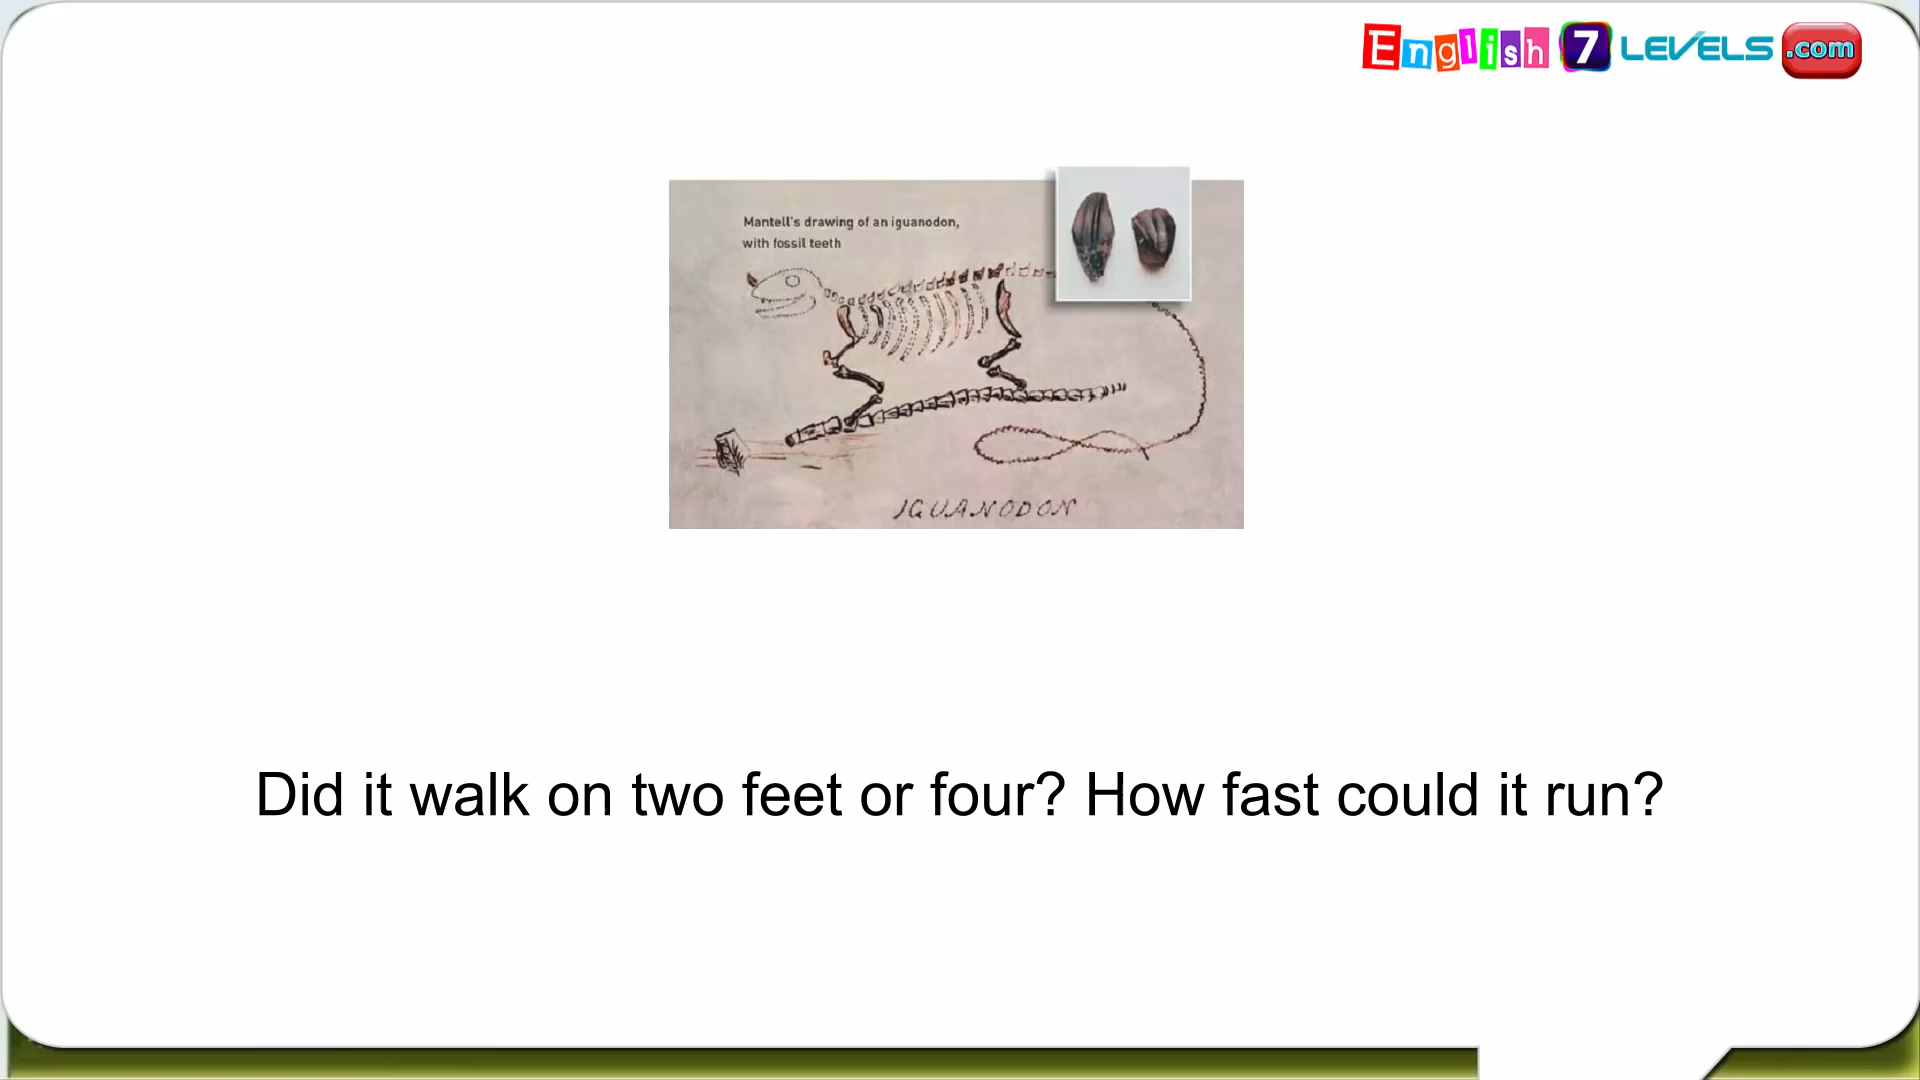 English 7 LEVELS .com
Mantell's drawing of an iguanodon,
with fossil teeth
IGUANODON
Did it walk on two feet or four? How fast could it run?